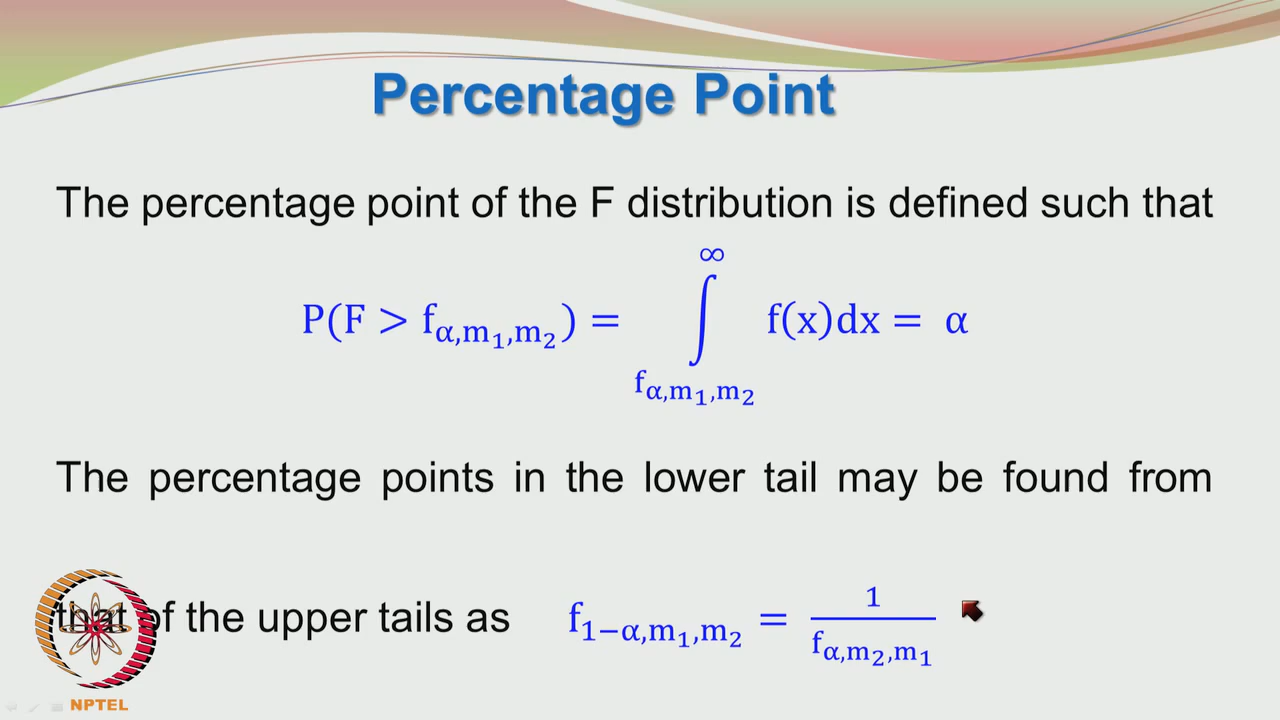 Percentage Point
The percentage point of the F distribution is defined such that
P(F > f_{α,m₁,m₂}) = ∫_{f_{α,m₁,m₂}}^{∞} f(x)dx = α
The percentage points in the lower tail may be found from
that of the upper tails as f_{1−α,m₁,m₂} = 1/f_{α,m₂,m₁}
NPTEL